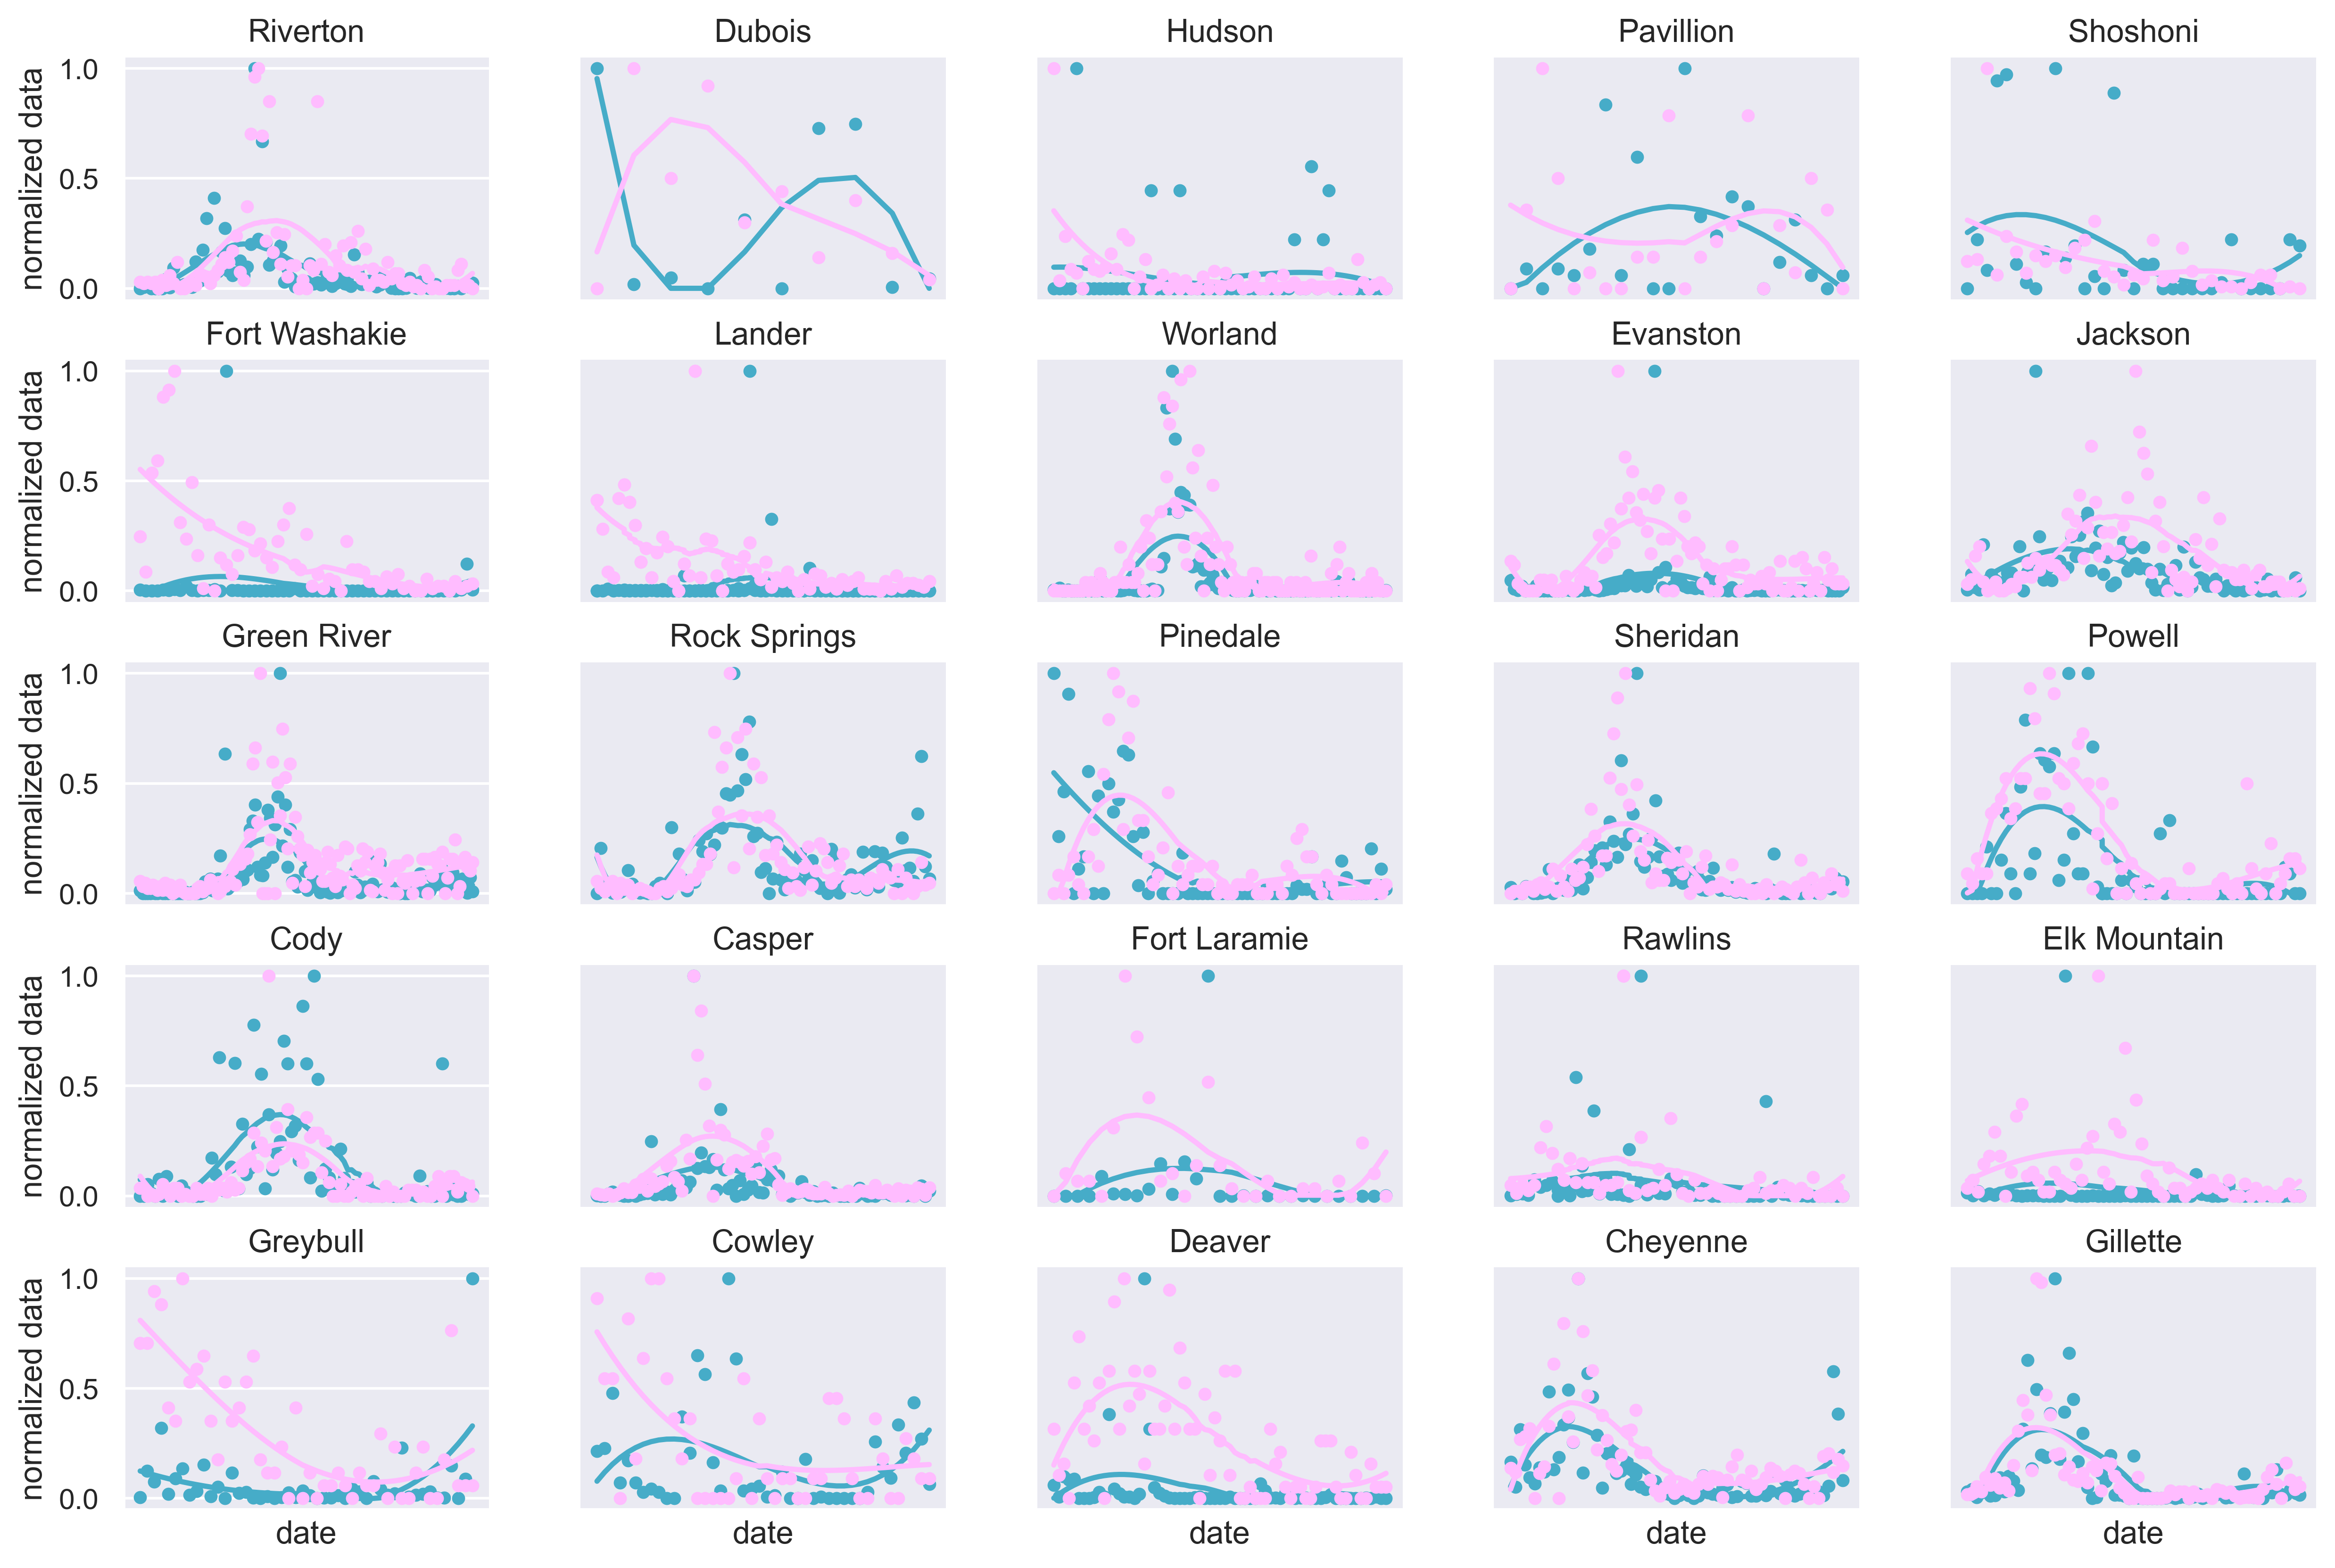 Riverton Dubois Hudson Pavillion Shoshoni
normalized data
1.0
0.5
0.0
Fort Washakie Lander Worland Evanston Jackson
normalized data
1.0
0.5
0.0
Green River Rock Springs Pinedale Sheridan Powell
normalized data
1.0
0.5
0.0
Cody Casper Fort Laramie Rawlins Elk Mountain
normalized data
1.0
0.5
0.0
Greybull Cowley Deaver Cheyenne Gillette
normalized data
1.0
0.5
0.0
date date date date date